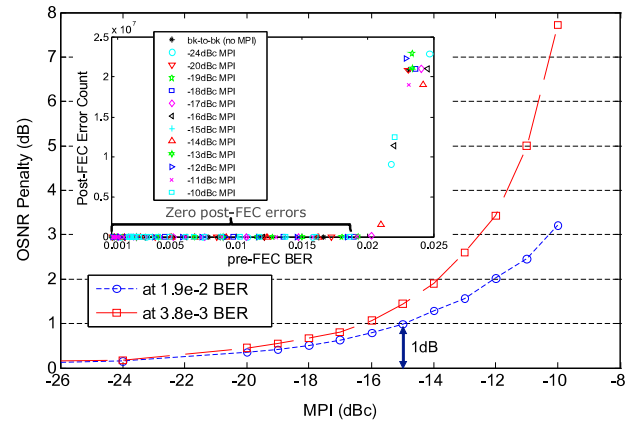 8
7
6
5
4
3
2
1
0
OSNR Penalty (dB)
-26
-24
-22
-20
-18
-16
-14
-12
-10
-8
MPI (dBc)
at 1.9e-2 BER
at 3.8e-3 BER
1dB
x 10^7
2.5
2
1.5
1
0.5
0
Post-FEC Error Count
bk-to-bk (no MPI)
-24dBc MPI
-20dBc MPI
-19dBc MPI
-18dBc MPI
-17dBc MPI
-16dBc MPI
-15dBc MPI
-14dBc MPI
-13dBc MPI
-12dBc MPI
-11dBc MPI
-10dBc MPI
Zero post-FEC errors
0.001
0.005
0.01
0.015
0.02
0.025
pre-FEC BER